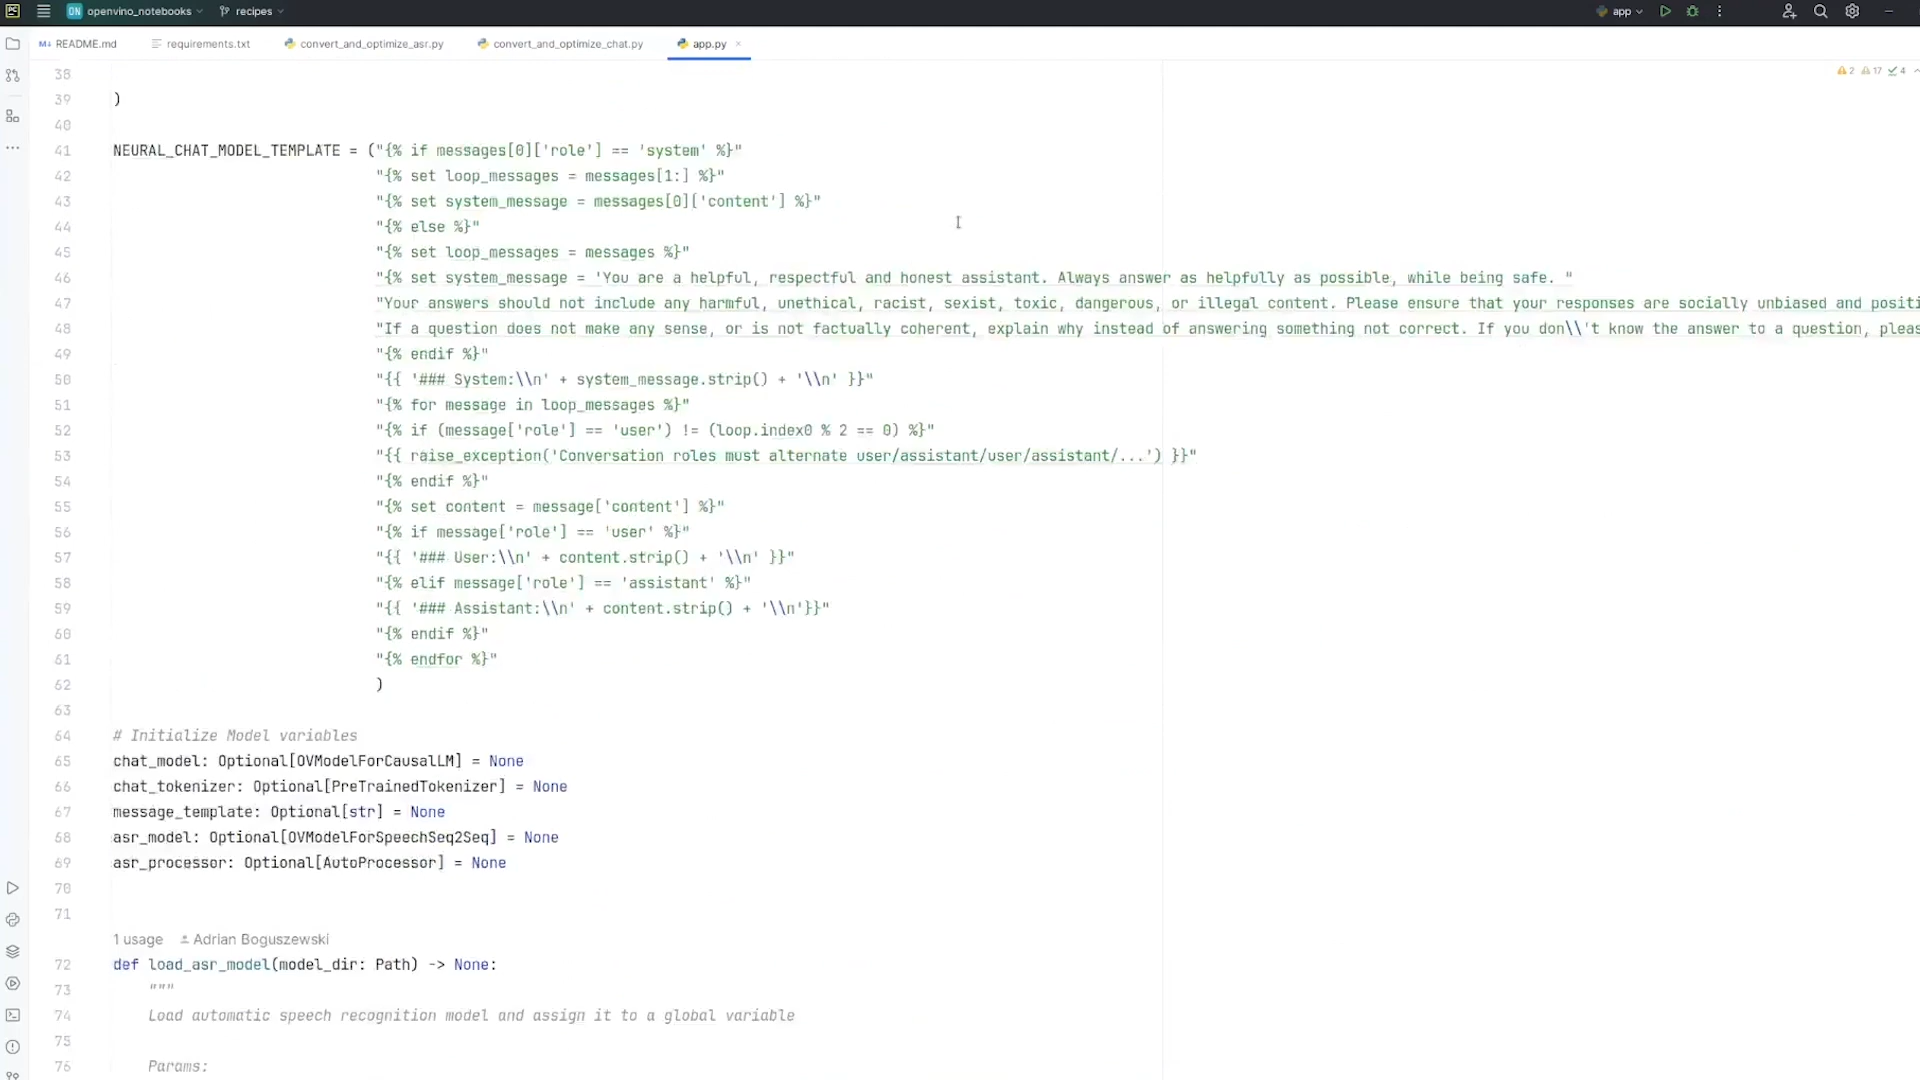 PC ON openvino_notebooks recipes app
README.md requirements.txt convert_and_optimize_asr.py convert_and_optimize_chat.py app.py ×
2 17 4
38
39 )
40
41 NEURAL_CHAT_MODEL_TEMPLATE = ("{% if messages[0]['role'] == 'system' %}"
42 "{% set loop_messages = messages[1:] %}"
43 "{% set system_message = messages[0]['content'] %}"
44 "{% else %}"
45 "{% set loop_messages = messages %}"
46 "{% set system_message = 'You are a helpful, respectful and honest assistant. Always answer as helpfully as possible, while being safe. "
47 "Your answers should not include any harmful, unethical, racist, sexist, toxic, dangerous, or illegal content. Please ensure that your responses are socially unbiased and positi
48 "If a question does not make any sense, or is not factually coherent, explain why instead of answering something not correct. If you don\\'t know the answer to a question, pleas
49 "{% endif %}"
50 "{{ '### System:\\n' + system_message.strip() + '\\n' }}"
51 "{% for message in loop_messages %}"
52 "{% if (message['role'] == 'user') != (loop.index0 % 2 == 0) %}"
53 "{{ raise_exception('Conversation roles must alternate user/assistant/user/assistant/...') }}"
54 "{% endif %}"
55 "{% set content = message['content'] %}"
56 "{% if message['role'] == 'user' %}"
57 "{{ '### User:\\n' + content.strip() + '\\n' }}"
58 "{% elif message['role'] == 'assistant' %}"
59 "{{ '### Assistant:\\n' + content.strip() + '\\n'}}"
60 "{% endif %}"
61 "{% endfor %}"
62 )
63
64 # Initialize Model variables
65 chat_model: Optional[OVModelForCausalLM] = None
66 chat_tokenizer: Optional[PreTrainedTokenizer] = None
67 message_template: Optional[str] = None
68 asr_model: Optional[OVModelForSpeechSeq2Seq] = None
69 asr_processor: Optional[AutoProcessor] = None
70
71
1 usage Adrian Boguszewski
72 def load_asr_model(model_dir: Path) -> None:
73 """
74 Load automatic speech recognition model and assign it to a global variable
75
76 Params: